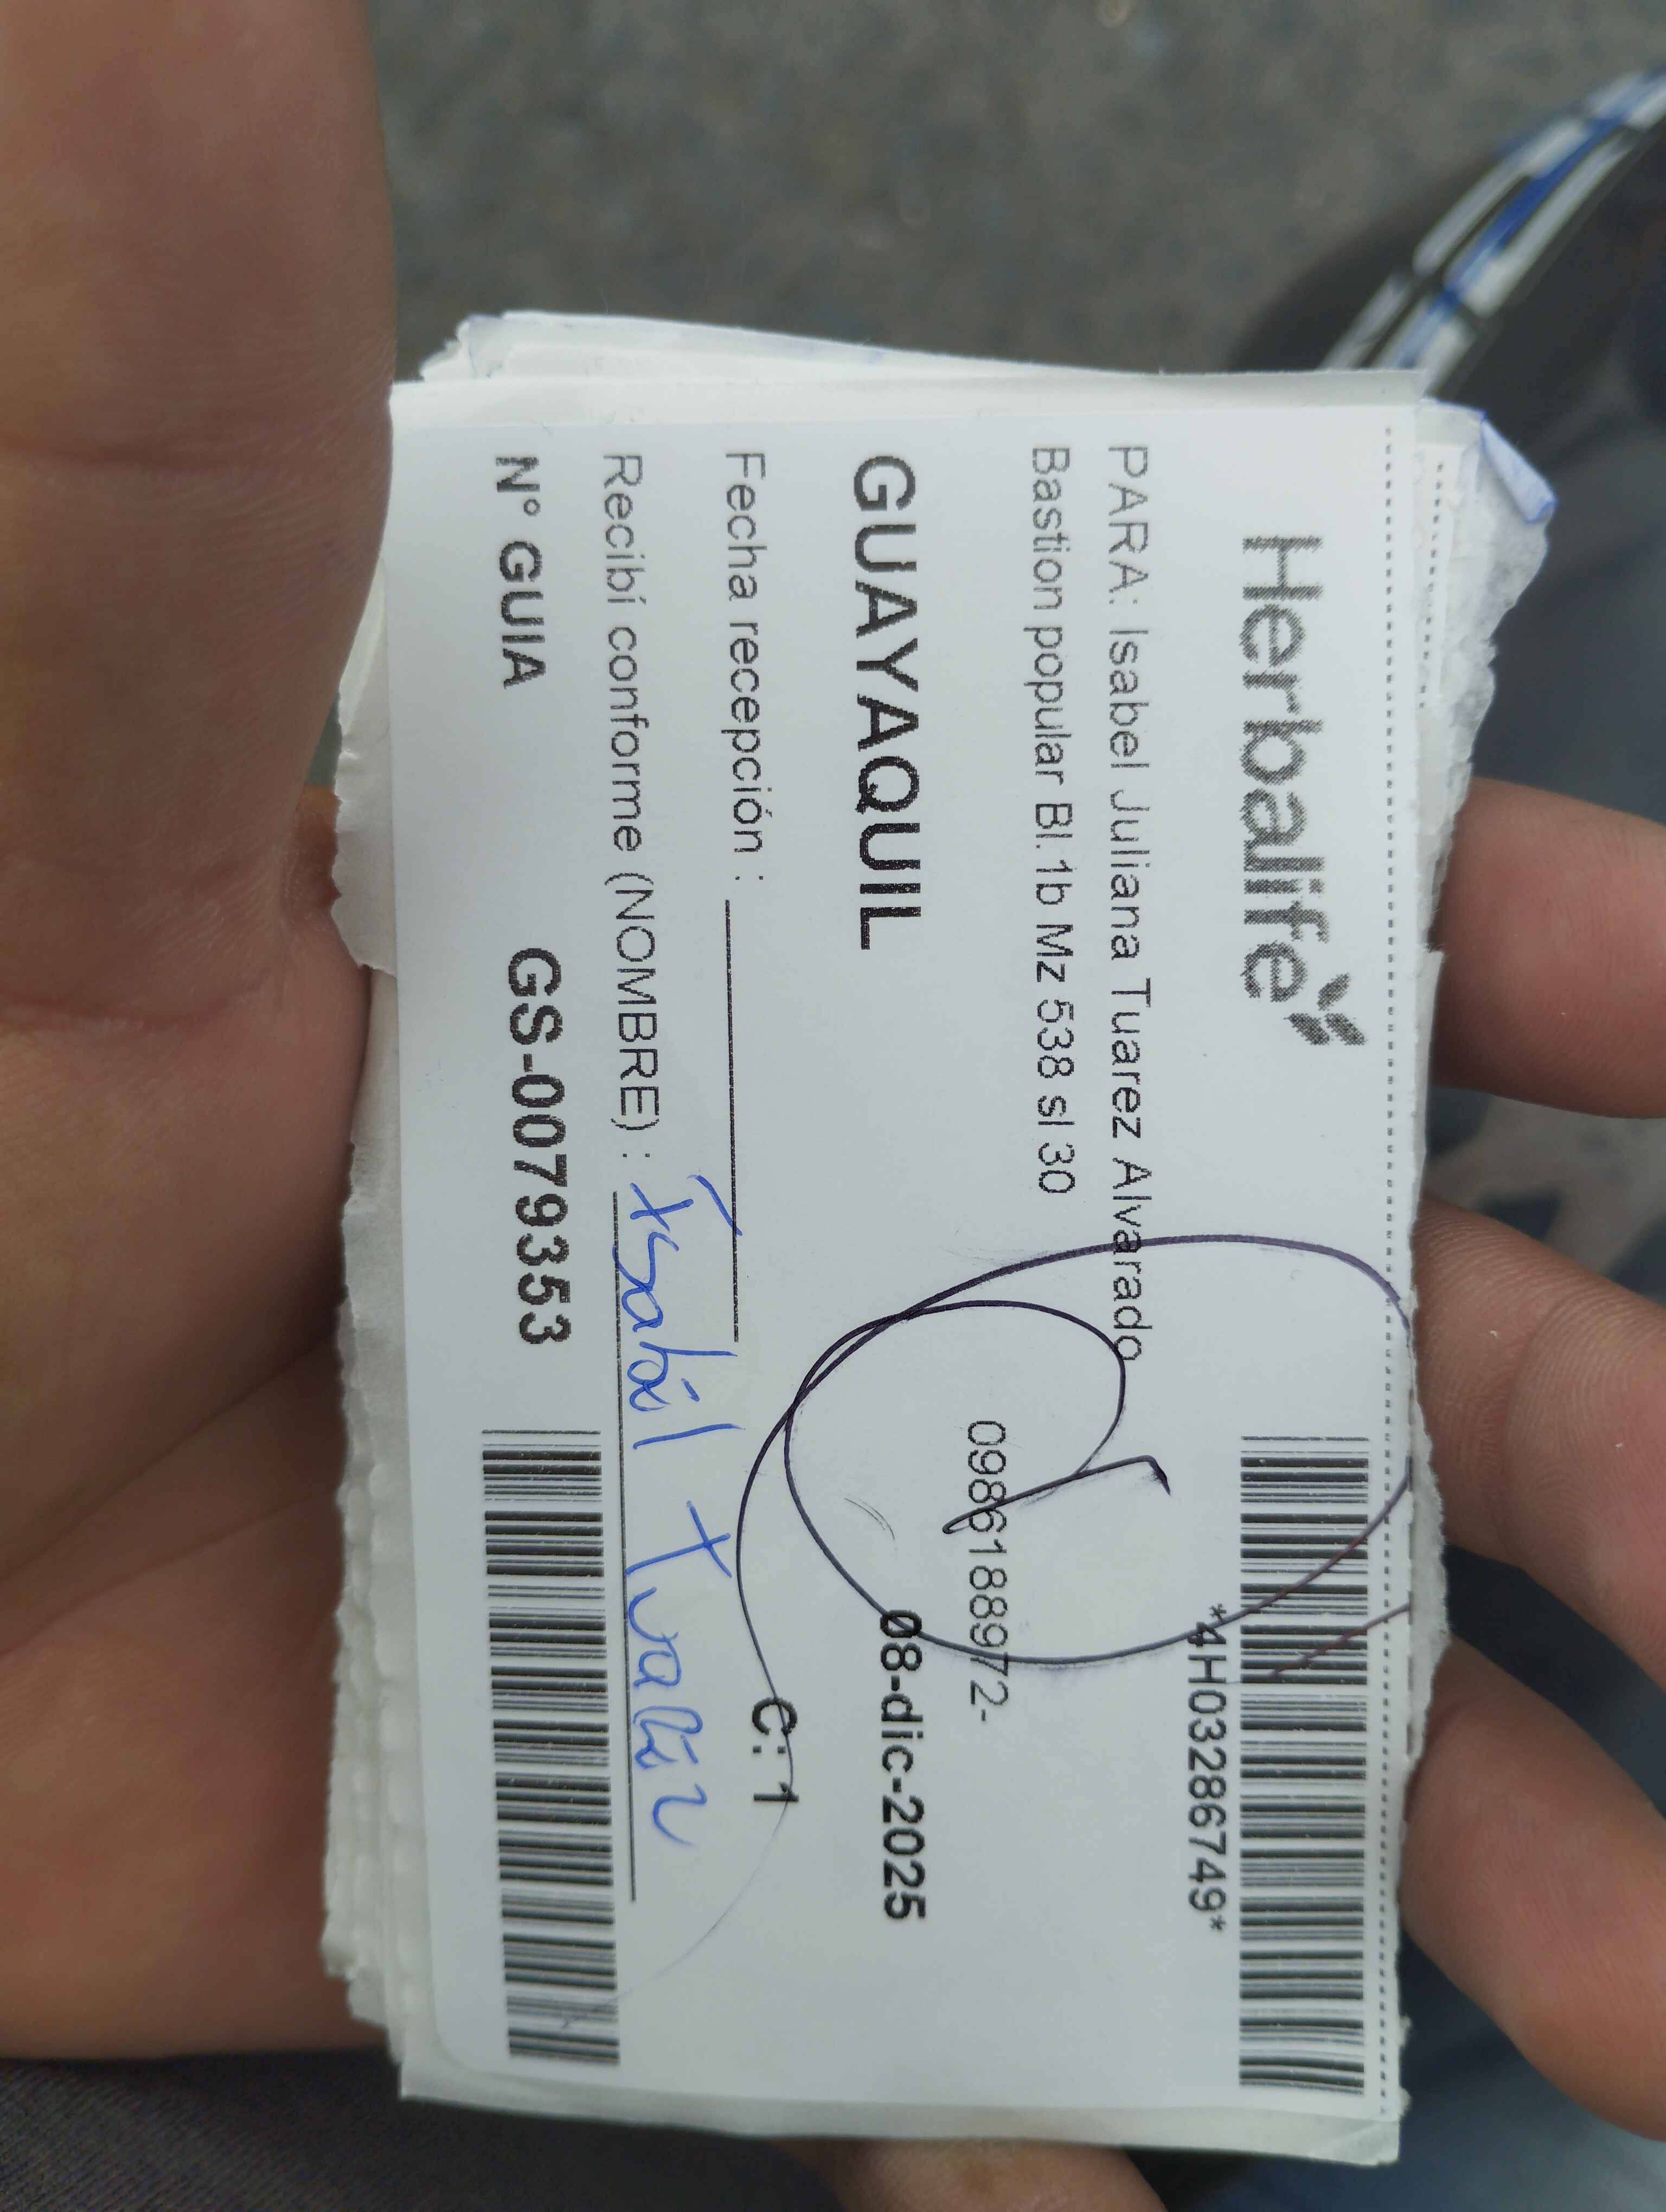 Herbalife
*4H03286749*
PARA: Isabel Juliana Tuarez Alvarado
Bastion popular Bl. 1b Mz 538 sl 30
0986188972-
GUAYAQUIL
08-dic-2025
Fecha recepción :
C: 1
Recibí conforme (NOMBRE) : Isabel Tuarez
N° GUIA GS-0079353